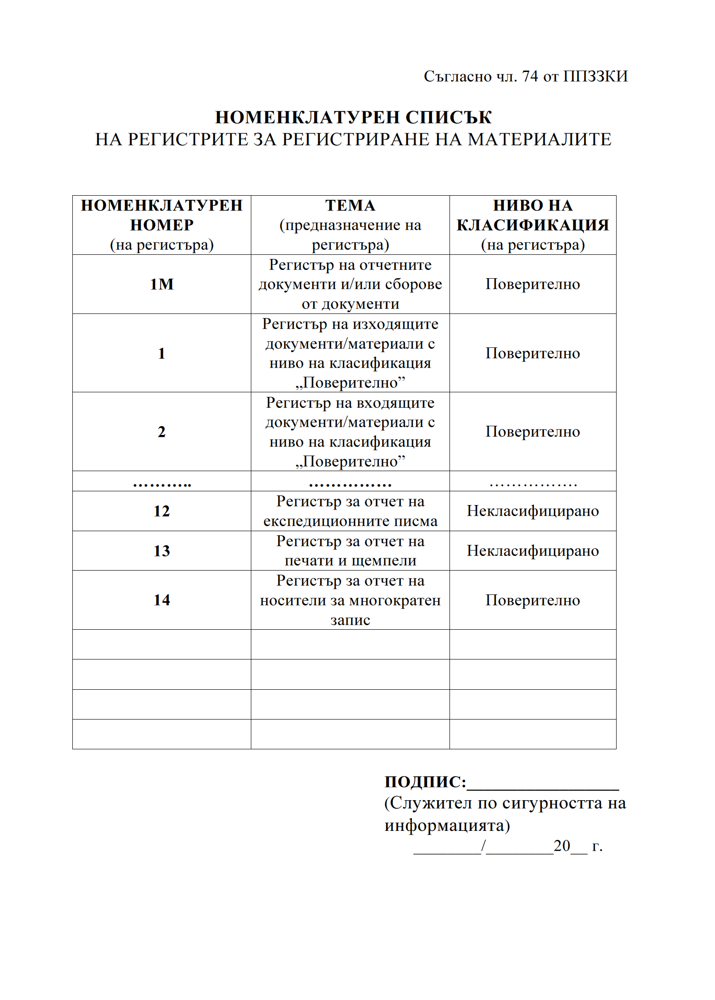 Съгласно чл. 74 от ППЗЗКИ
НОМЕНКЛАТУРЕН СПИСЪК
НА РЕГИСТРИТЕ ЗА РЕГИСТРИРАНЕ НА МАТЕРИАЛИТЕ
НОМЕНКЛАТУРЕН
НОМЕР
(на регистъра)
ТЕМА
(предназначение на
регистъра)
НИВО НА
КЛАСИФИКАЦИЯ
(на регистъра)
1М
Регистър на отчетните
документи и/или сборове
от документи
Поверително
1
Регистър на изходящите
документи/материали с
ниво на класификация
„Поверително”
Поверително
2
Регистър на входящите
документи/материали с
ниво на класификация
„Поверително”
Поверително
………..
……………
…………….
12
Регистър за отчет на
експедиционните писма
Некласифицирано
13
Регистър за отчет на
печати и щемпели
Некласифицирано
14
Регистър за отчет на
носители за многократен
запис
Поверително
ПОДПИС:__________________
(Служител по сигурността на
информацията)
________/________20__ г.